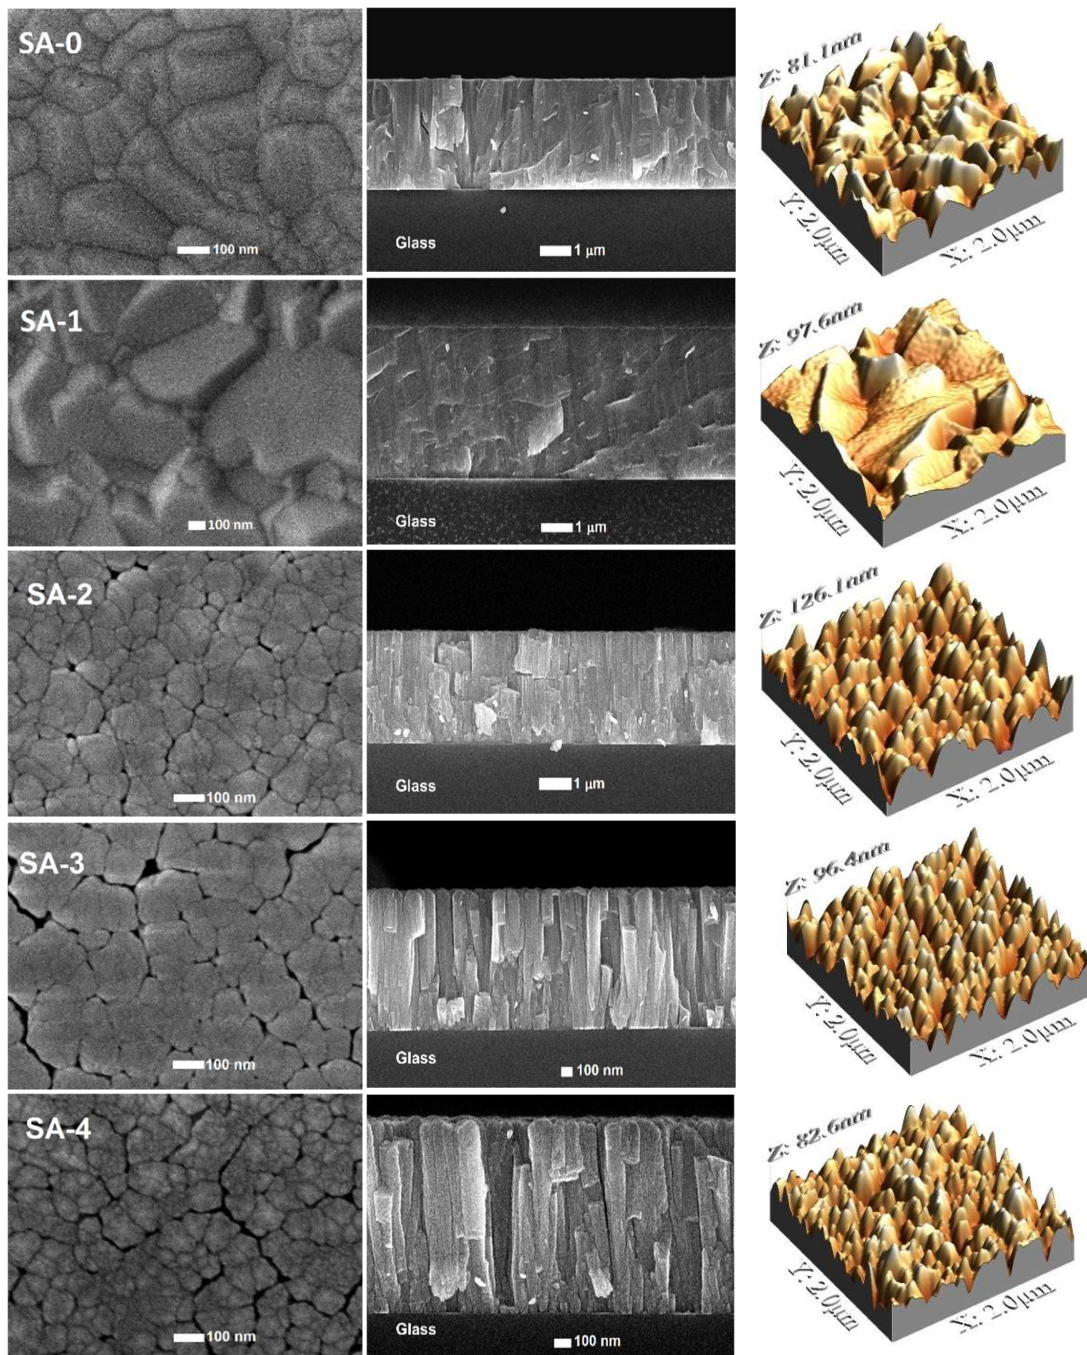 SA-0
100 nm
Glass
1 μm
Z: 81.1nm
Y: 2.0μm
X: 2.0μm
SA-1
100 nm
Glass
1 μm
Z: 97.6nm
Y: 2.0μm
X: 2.0μm
SA-2
100 nm
Glass
1 μm
Z: 126.1nm
Y: 2.0μm
X: 2.0μm
SA-3
100 nm
Glass
100 nm
Z: 96.4nm
Y: 2.0μm
X: 2.0μm
SA-4
100 nm
Glass
100 nm
Z: 82.6nm
Y: 2.0μm
X: 2.0μm